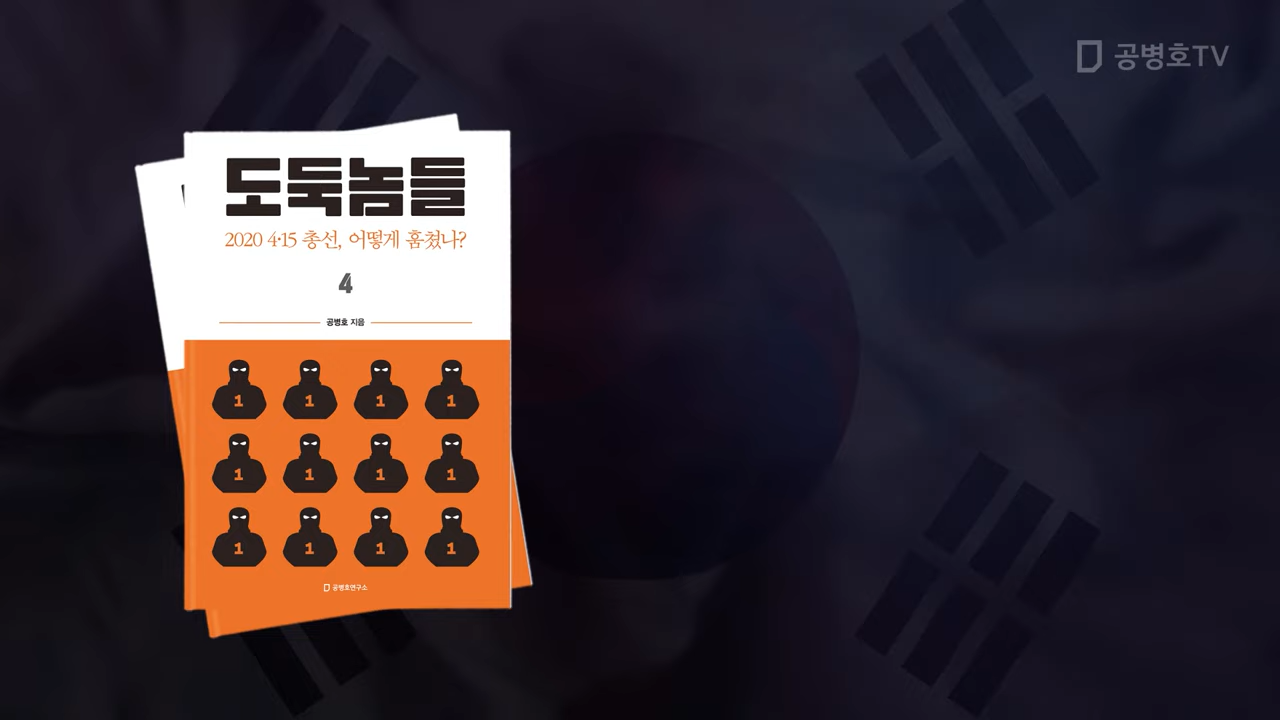 공병호TV
도둑놈들
2020 4·15 총선, 어떻게 훔쳤나?
4
공병호 지음
1 1 1 1
1 1 1 1
1 1 1 1
공병호연구소